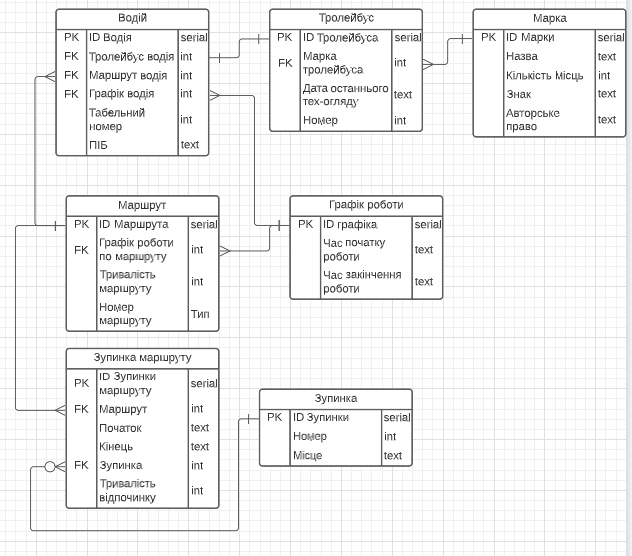 Водій
PK ID Водія serial
FK Тролейбус водія int
FK Маршрут водія int
FK Графік водія int
Табельний
номер int
ПІБ text
Тролейбус
PK ID Тролейбуса serial
FK Марка
тролейбуса int
Дата останнього
тех-огляду text
Номер int
Марка
PK ID Марки serial
Назва text
Кількість Місць int
Знак text
Авторське
право text
Маршрут
PK ID Маршрута serial
FK Графік роботи
по маршруту int
Тривалість
маршруту int
Номер
маршруту Тип
Графік роботи
PK ID графіка serial
Час початку
роботи text
Час закінчення
роботи text
Зупинка маршруту
PK ID Зупинки
маршруту serial
FK Маршрут int
Початок text
Кінець text
FK Зупинка int
Тривалість
відпочинку int
Зупинка
PK ID Зупинки serial
Номер int
Місце text